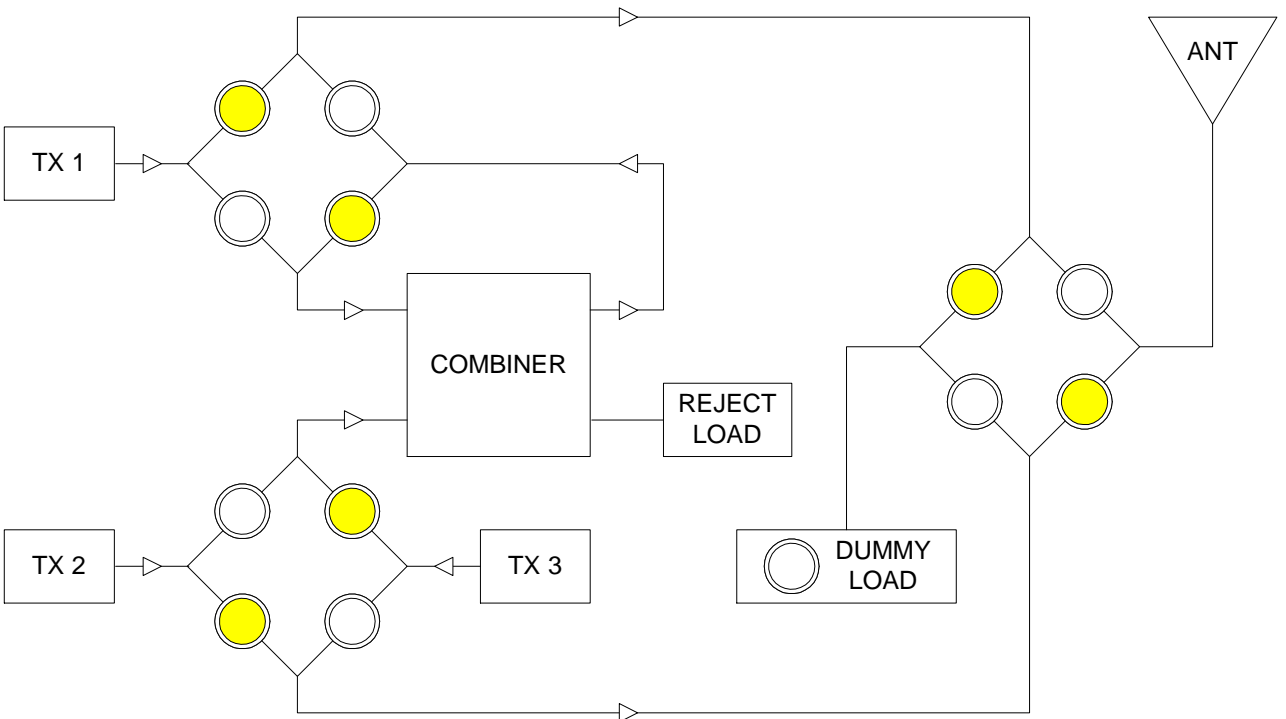 ANT
TX 1
COMBINER
REJECT
LOAD
TX 2
TX 3
DUMMY
LOAD